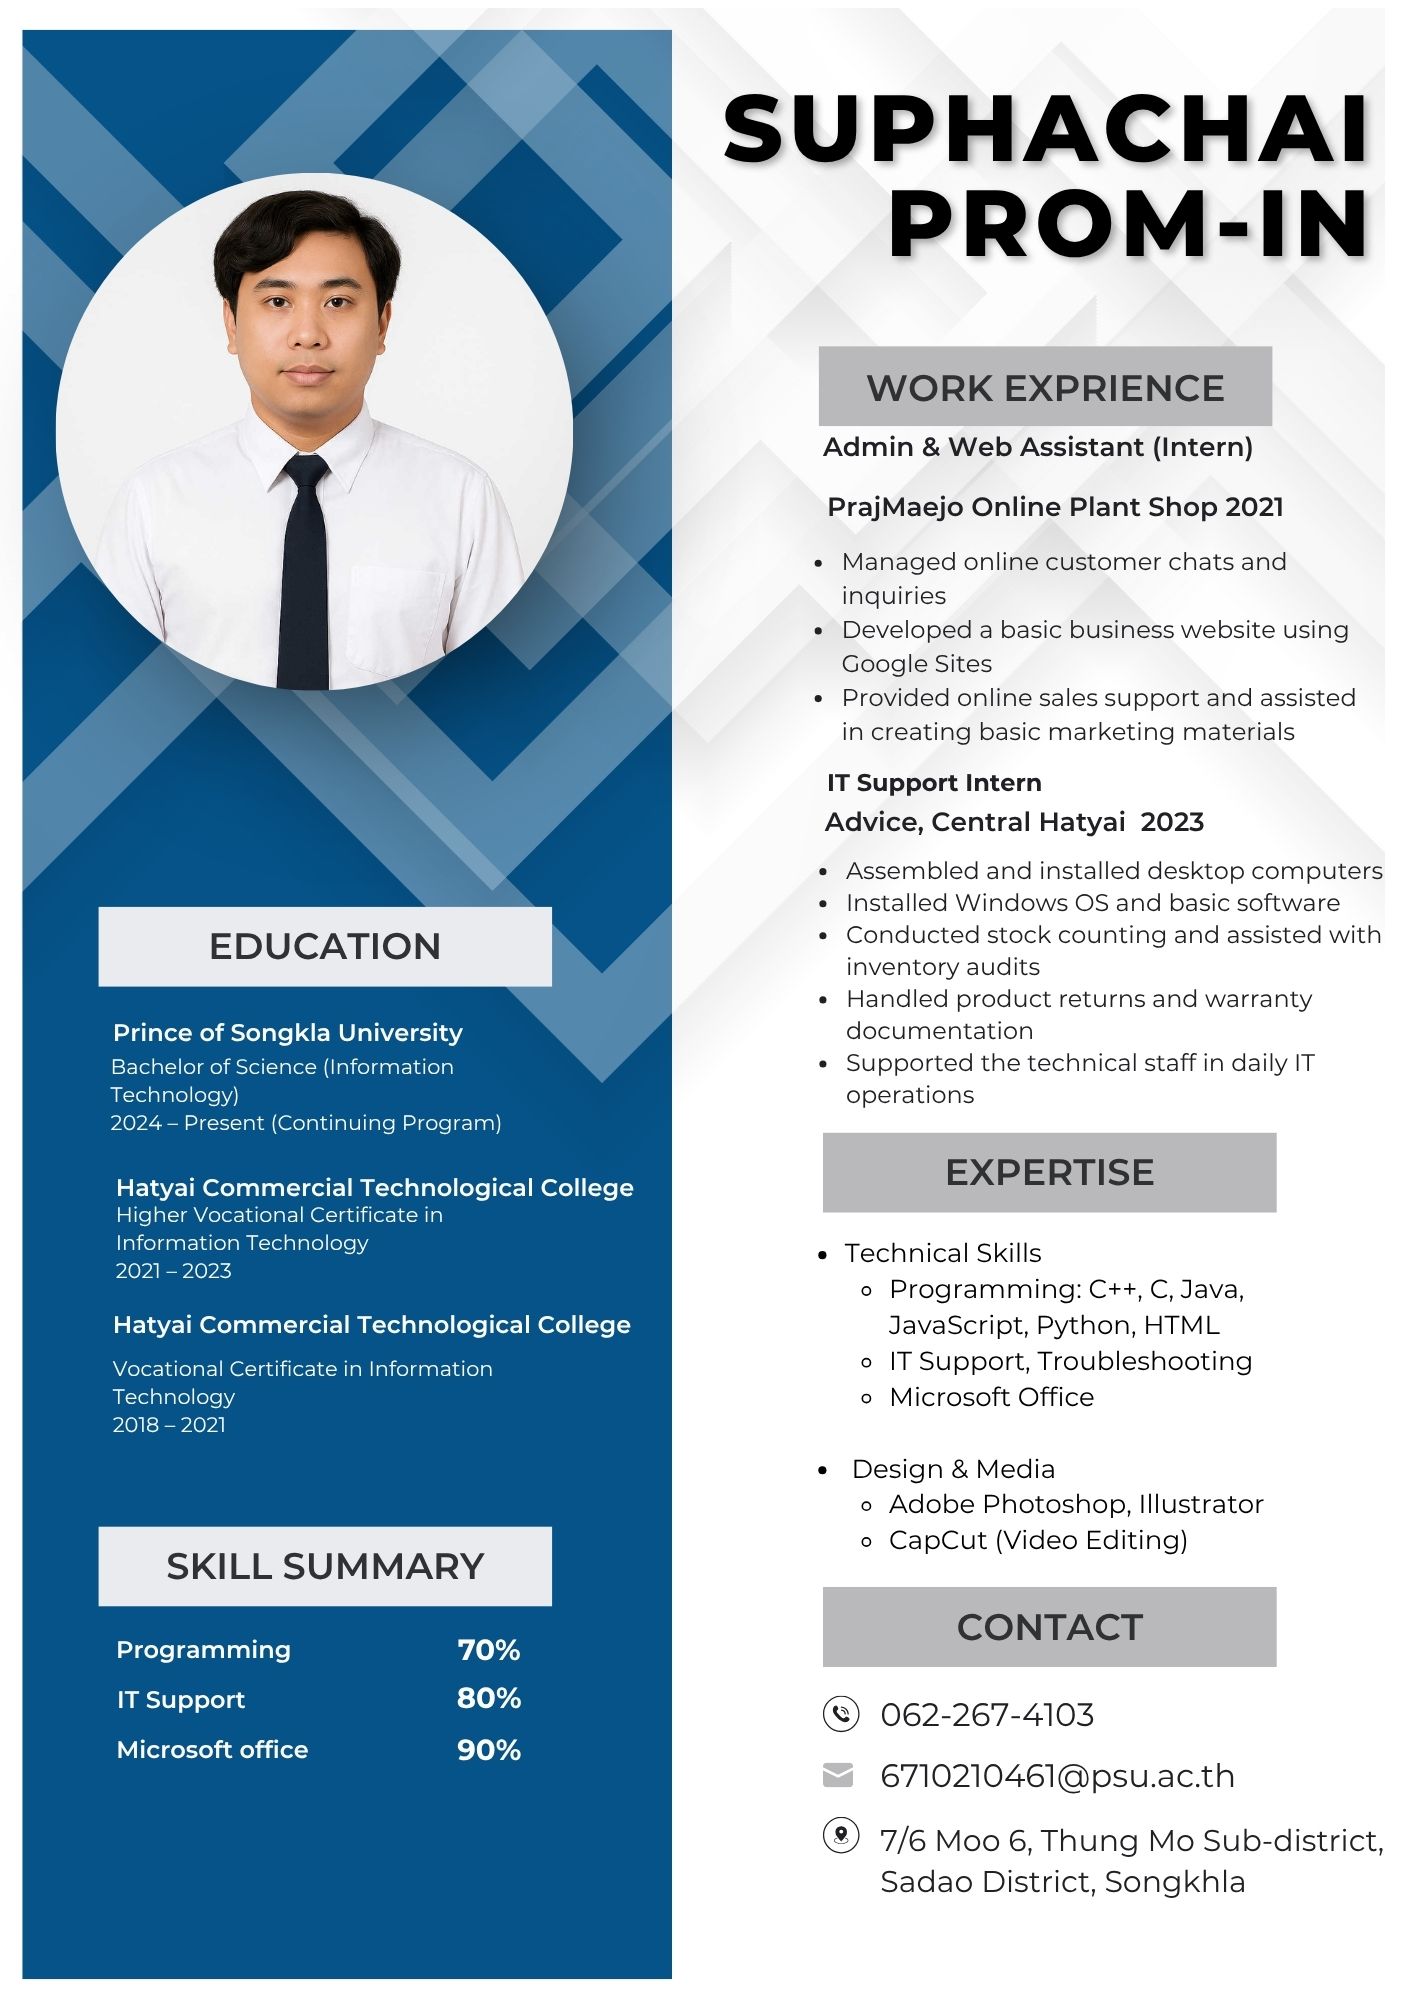 SUPHACHAI
PROM-IN
WORK EXPRIENCE
Admin & Web Assistant (Intern)
PrajMaejo Online Plant Shop 2021
• Managed online customer chats and
inquiries
• Developed a basic business website using
Google Sites
• Provided online sales support and assisted
in creating basic marketing materials
IT Support Intern
Advice, Central Hatyai 2023
• Assembled and installed desktop computers
• Installed Windows OS and basic software
• Conducted stock counting and assisted with
inventory audits
• Handled product returns and warranty
documentation
• Supported the technical staff in daily IT
operations
EXPERTISE
• Technical Skills
◦ Programming: C++, C, Java,
JavaScript, Python, HTML
◦ IT Support, Troubleshooting
◦ Microsoft Office
• Design & Media
◦ Adobe Photoshop, Illustrator
◦ CapCut (Video Editing)
CONTACT
062-267-4103
6710210461@psu.ac.th
7/6 Moo 6, Thung Mo Sub-district,
Sadao District, Songkhla
EDUCATION
Prince of Songkla University
Bachelor of Science (Information
Technology)
2024 – Present (Continuing Program)
Hatyai Commercial Technological College
Higher Vocational Certificate in
Information Technology
2021 – 2023
Hatyai Commercial Technological College
Vocational Certificate in Information
Technology
2018 – 2021
SKILL SUMMARY
Programming 70%
IT Support 80%
Microsoft office 90%